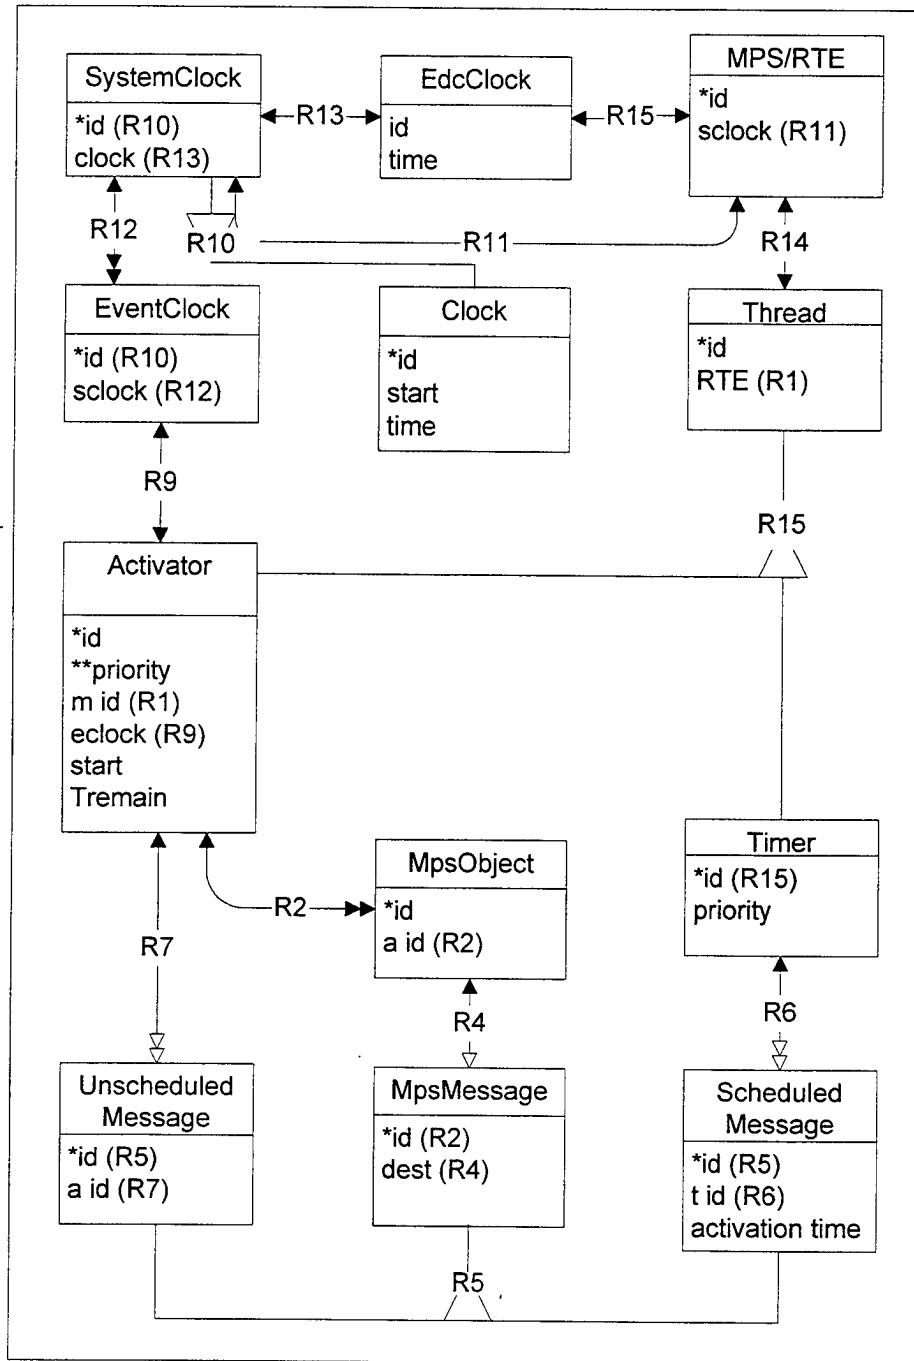 SystemClock
*id (R10)
clock (R13)
R13
EdcClock
id
time
R15
MPS/RTE
*id
sclock (R11)
R12
R10
R11
R14
EventClock
*id (R10)
sclock (R12)
Clock
*id
start
time
Thread
*id
RTE (R1)
R9
R15
Activator
*id
**priority
m id (R1)
eclock (R9)
start
Tremain
R2
MpsObject
*id
a id (R2)
Timer
*id (R15)
priority
R7
R4
R6
Unscheduled
Message
*id (R5)
a id (R7)
MpsMessage
*id (R2)
dest (R4)
Scheduled
Message
*id (R5)
t id (R6)
activation time
R5